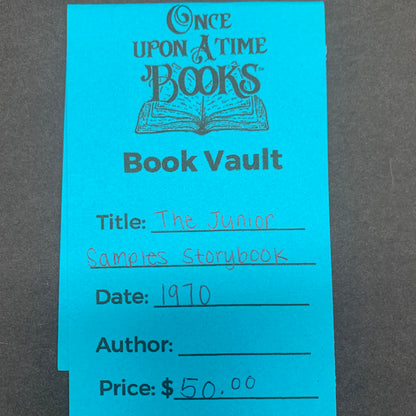 Once
upon A time
Books
Book Vault
Title: The Junior
Samples Storybook
Date: 1970
Author:
Price: $ 50.00